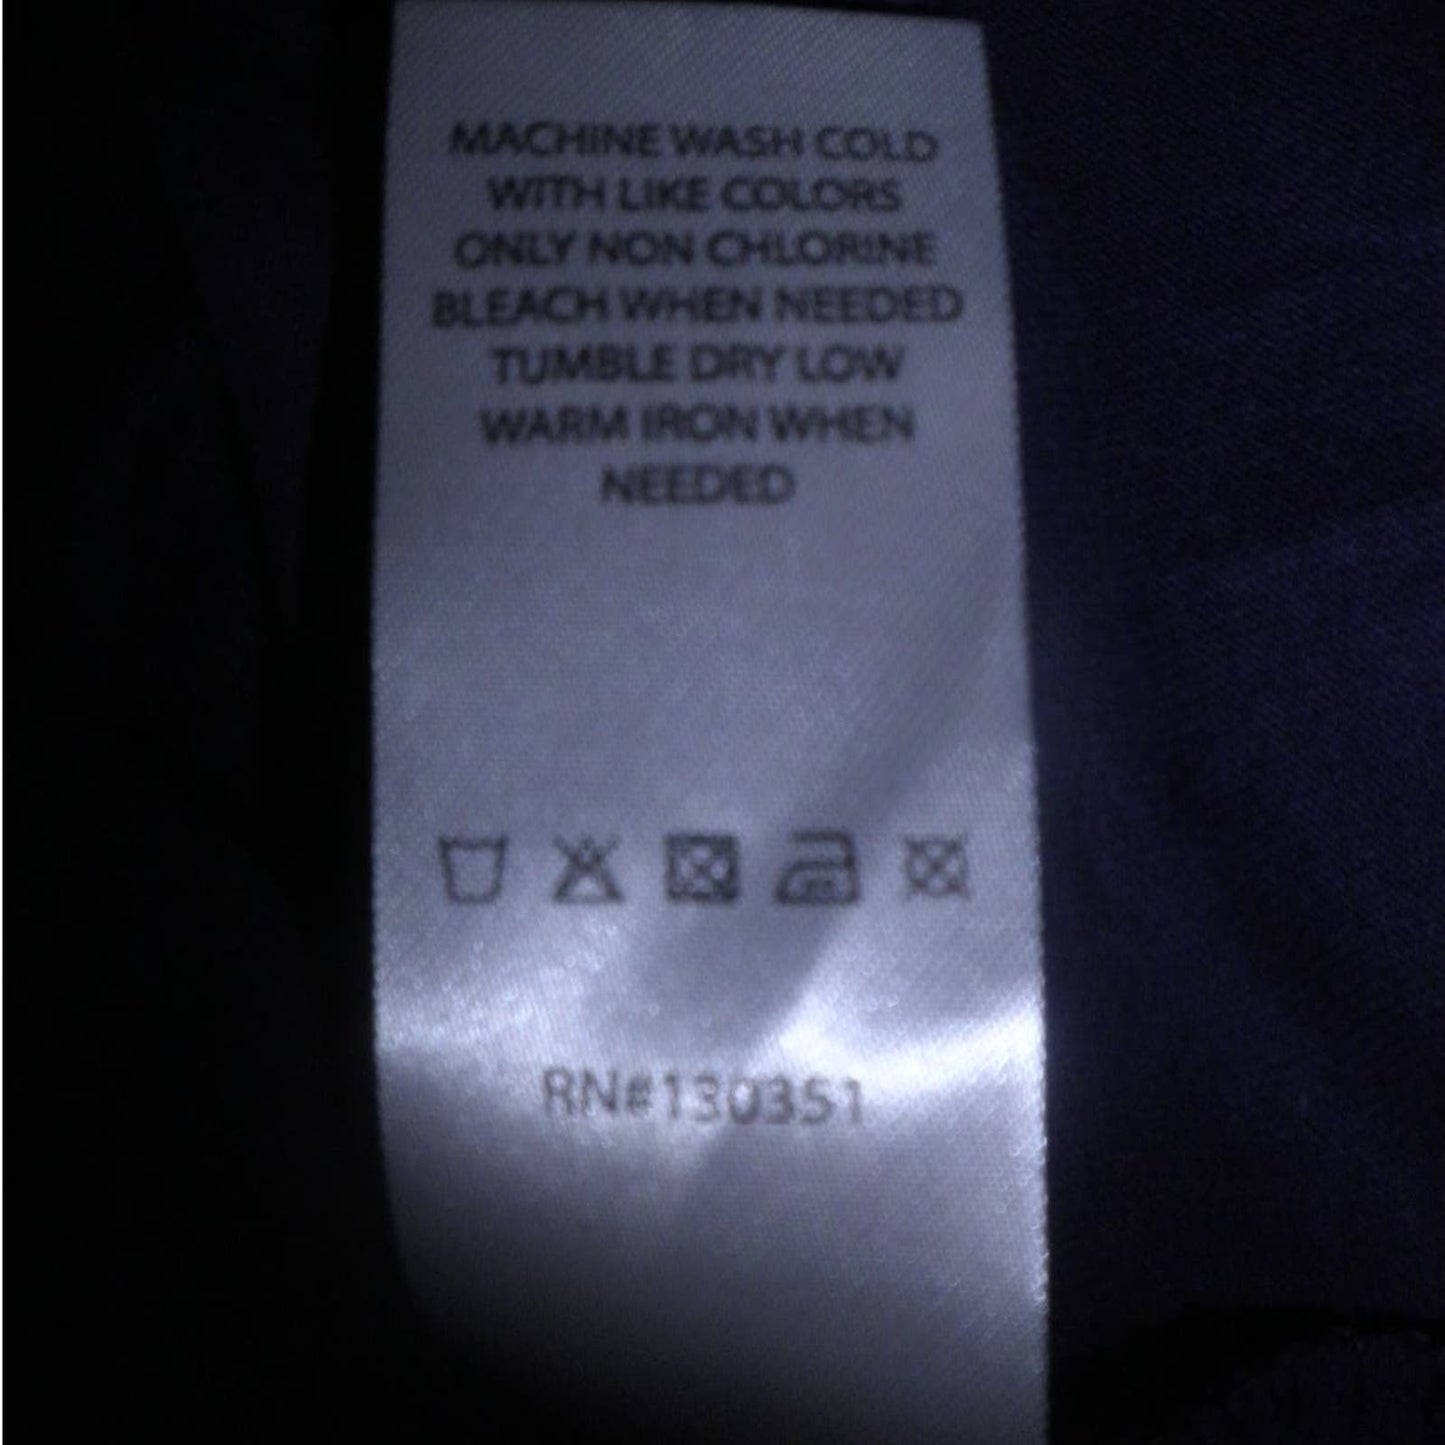 MACHINE WASH COLD
WITH LIKE COLORS
ONLY NON CHLORINE
BLEACH WHEN NEEDED
TUMBLE DRY LOW
WARM IRON WHEN
NEEDED
RN#130351